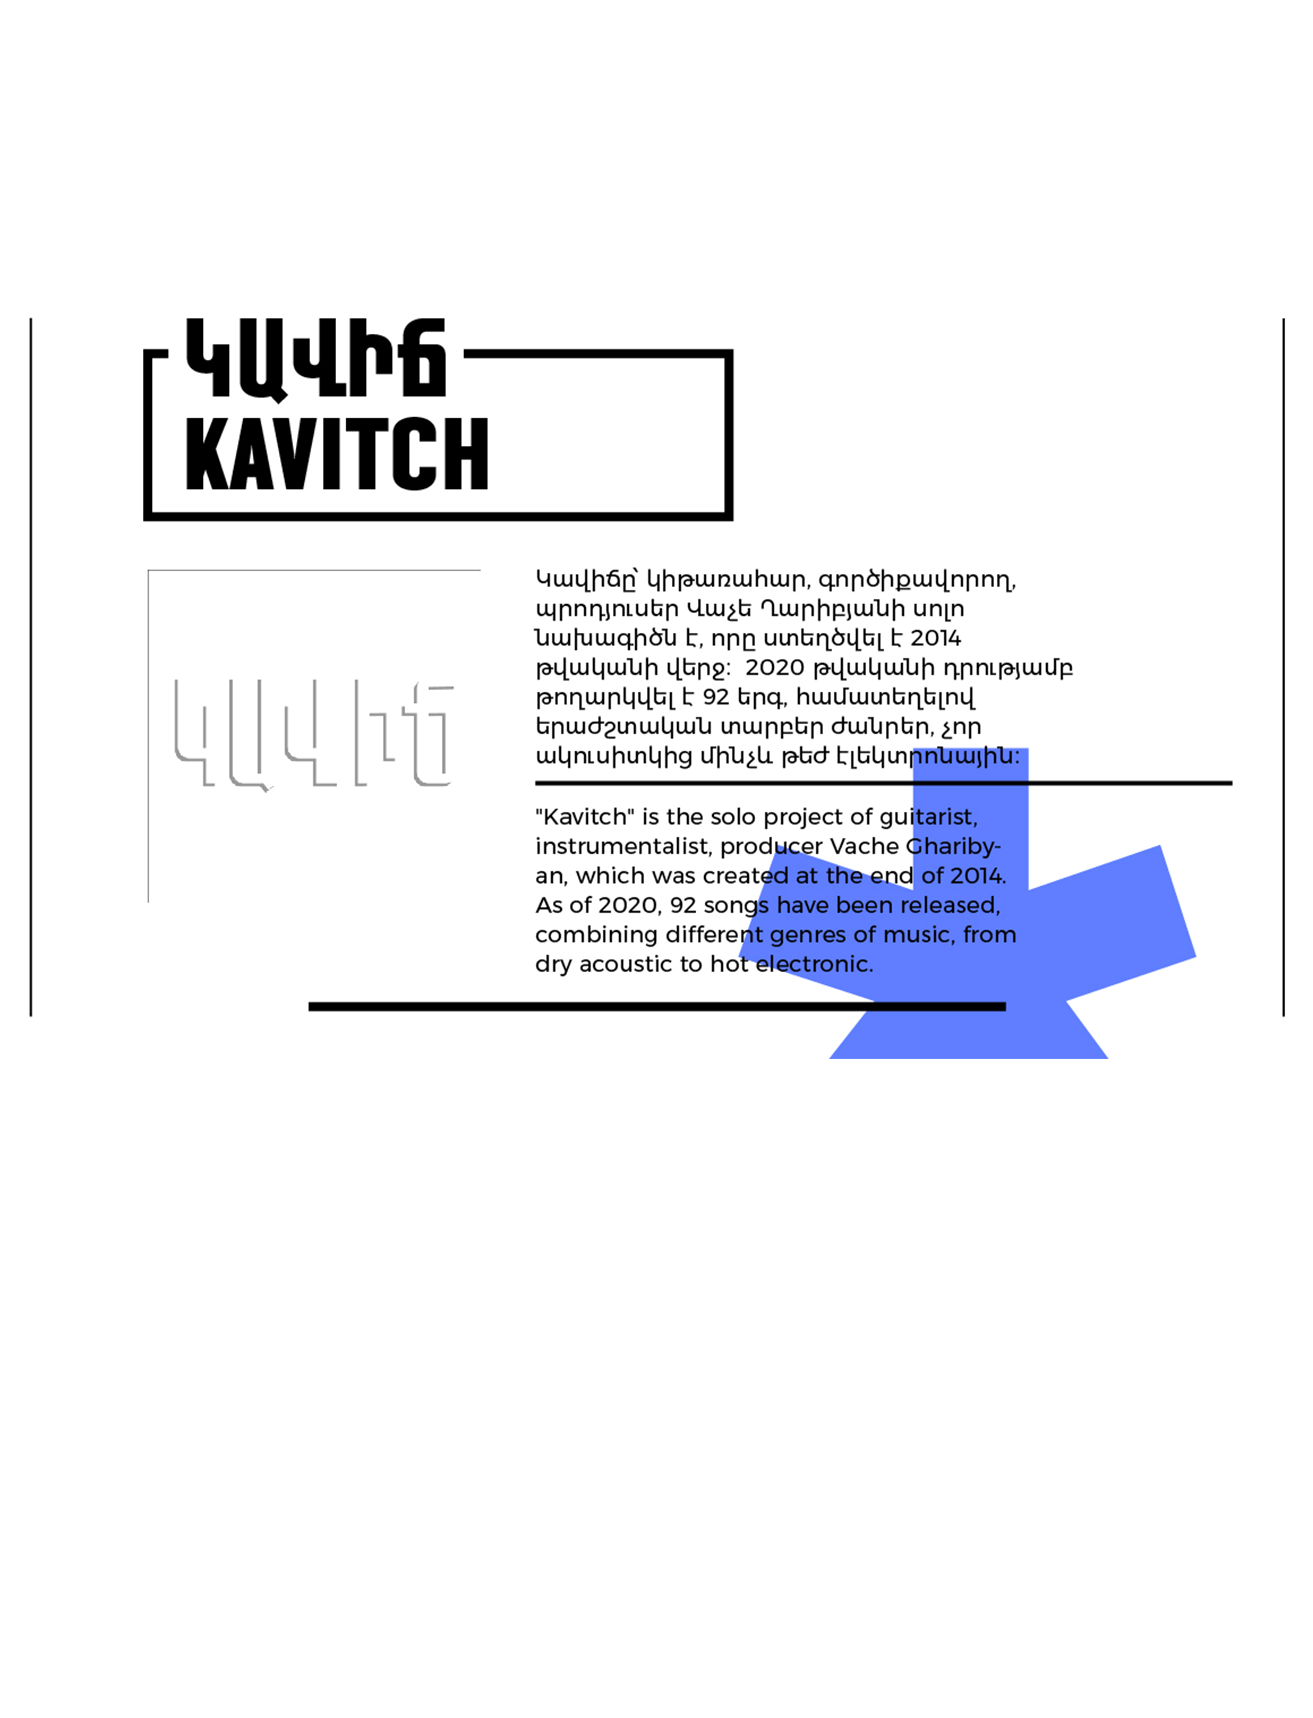 ԿԱՎԻՃ
KAVITCH
ԿԱՎԻՃ
Կավիճը՝ կիթառահար, գործիքավորող,
պրոդյուսեր Վաչե Ղարիբյանի սոլո
նախագիծն է, որը ստեղծվել է 2014
թվականի վերջ։ 2020 թվականի դրությամբ
թողարկվել է 92 երգ, համատեղելով
երաժշտական տարբեր ժանրեր, չոր
ակուսիտկից մինչև թեժ էլեկտրոնային։
"Kavitch" is the solo project of guitarist,
instrumentalist, producer Vache Ghariby-
an, which was created at the end of 2014.
As of 2020, 92 songs have been released,
combining different genres of music, from
dry acoustic to hot electronic.